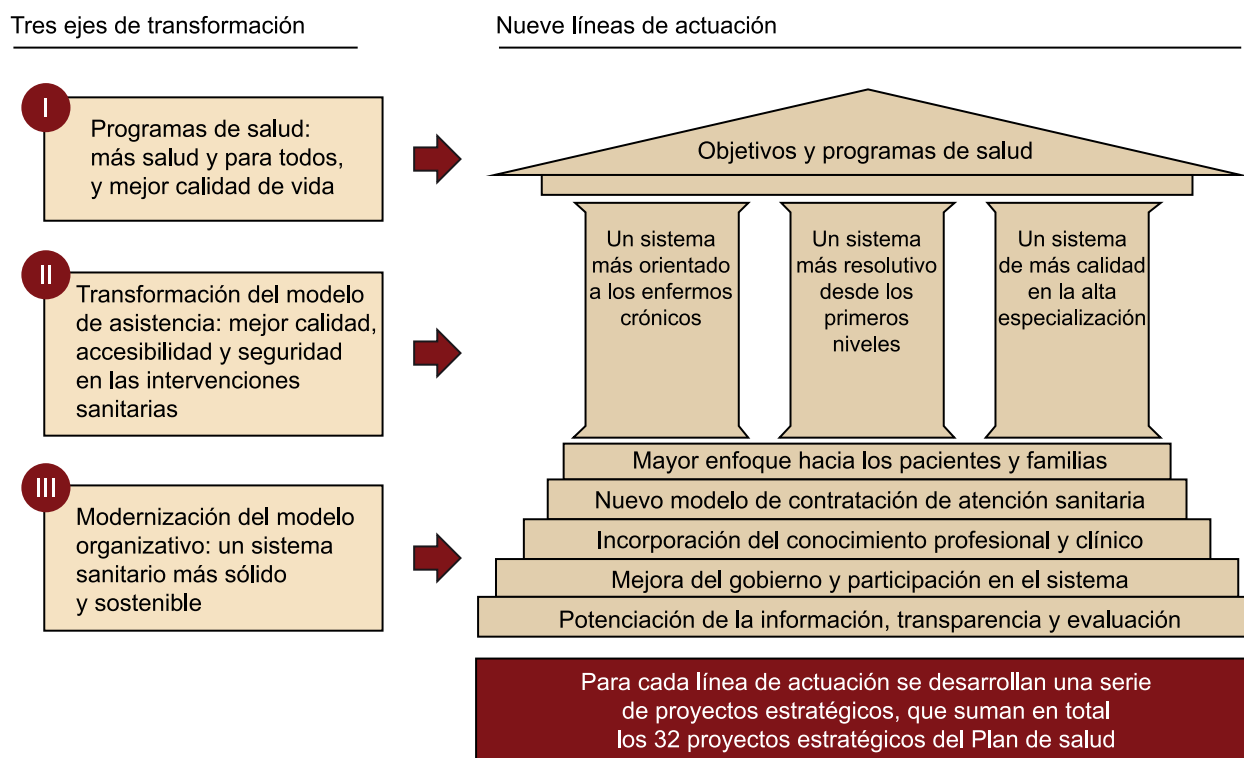 Tres ejes de transformación
Nueve líneas de actuación
I
Programas de salud:
más salud y para todos,
y mejor calidad de vida
II
Transformación del modelo
de asistencia: mejor calidad,
accesibilidad y seguridad
en las intervenciones
sanitarias
III
Modernización del modelo
organizativo: un sistema
sanitario más sólido
y sostenible
Objetivos y programas de salud
Un sistema
más orientado
a los enfermos
crónicos
Un sistema
más resolutivo
desde los
primeros
niveles
Un sistema
de más calidad
en la alta
especialización
Mayor enfoque hacia los pacientes y familias
Nuevo modelo de contratación de atención sanitaria
Incorporación del conocimiento profesional y clínico
Mejora del gobierno y participación en el sistema
Potenciación de la información, transparencia y evaluación
Para cada línea de actuación se desarrollan una serie
de proyectos estratégicos, que suman en total
los 32 proyectos estratégicos del Plan de salud